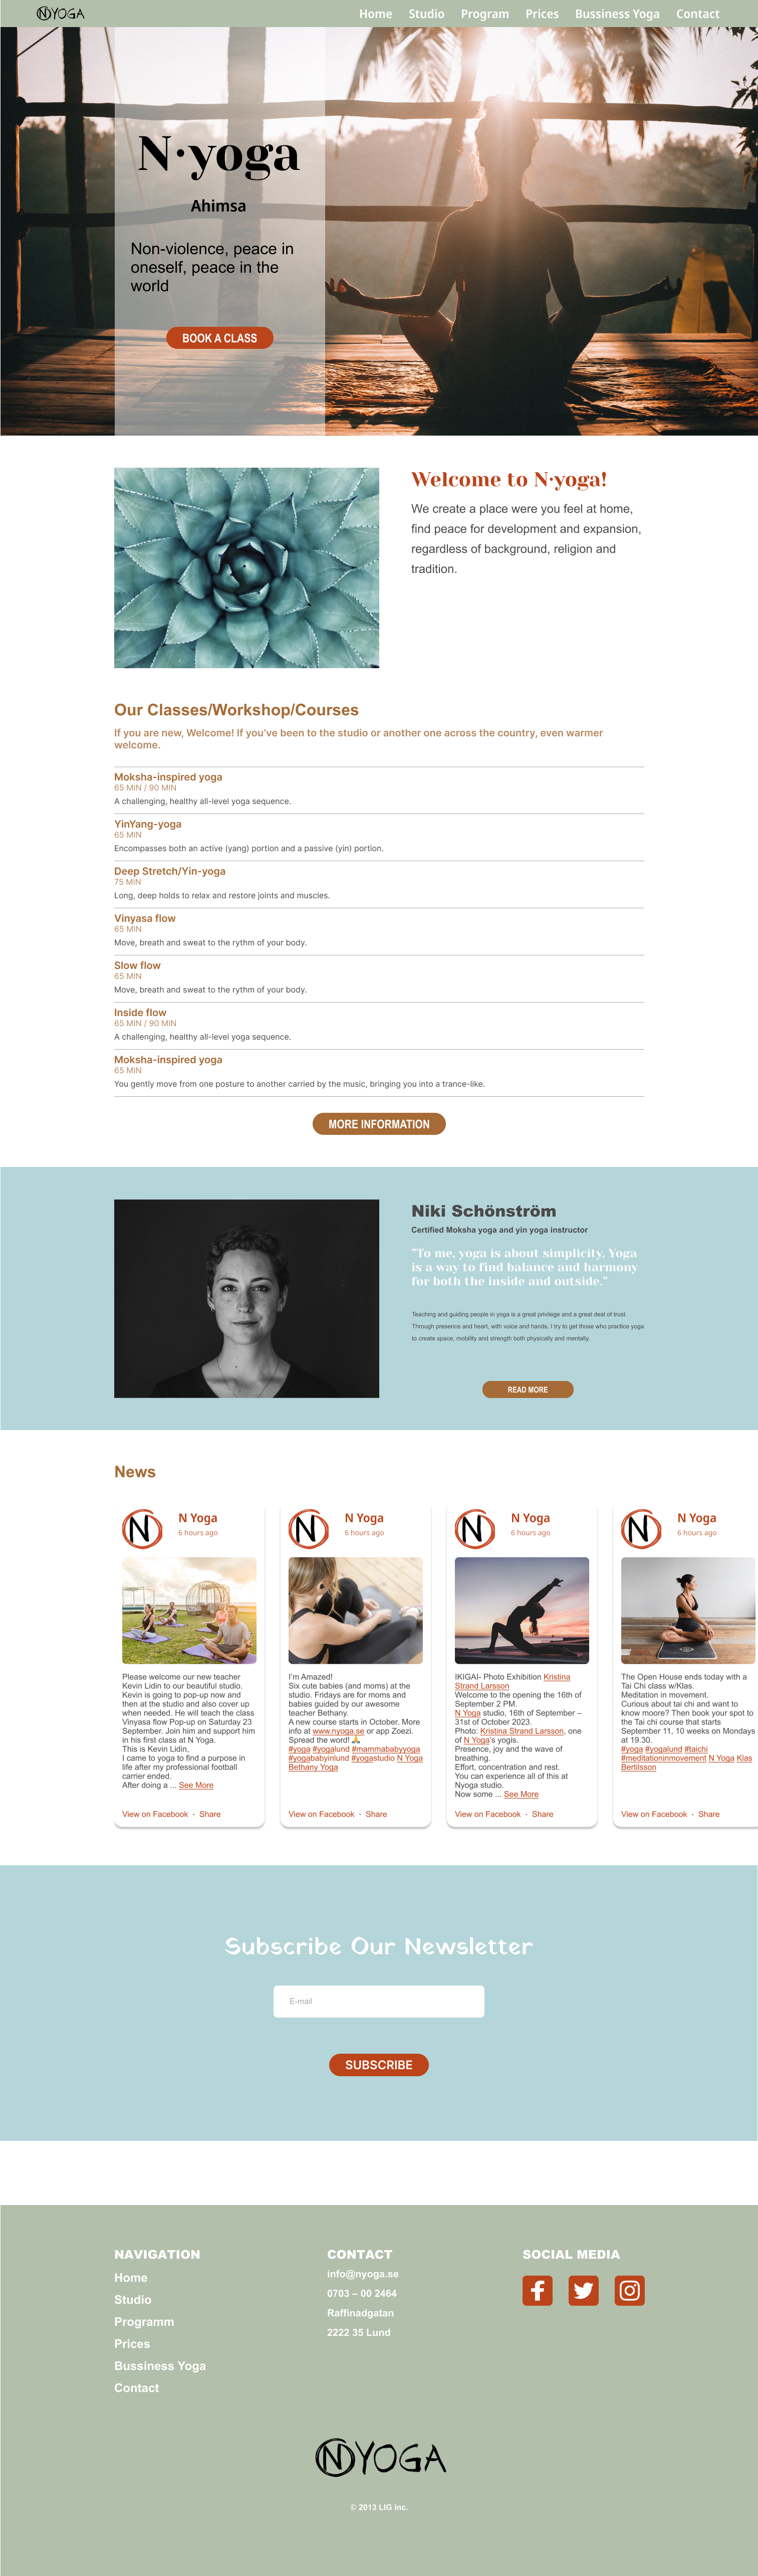 NYOGA
Home Studio Program Prices Bussiness Yoga Contact
N·yoga
Ahimsa
Non-violence, peace in
oneself, peace in the
world
BOOK A CLASS
Welcome to N·yoga!
We create a place were you feel at home,
find peace for development and expansion,
regardless of background, religion and
tradition.
Our Classes/Workshop/Courses
If you are new, Welcome! If you've been to the studio or another one across the country, even warmer
welcome.
Moksha-inspired yoga
65 MIN / 90 MIN
A challenging, healthy all-level yoga sequence.
YinYang-yoga
65 MIN
Encompasses both an active (yang) portion and a passive (yin) portion.
Deep Stretch/Yin-yoga
75 MIN
Long, deep holds to relax and restore joints and muscles.
Vinyasa flow
65 MIN
Move, breath and sweat to the rythm of your body.
Slow flow
65 MIN
Move, breath and sweat to the rythm of your body.
Inside flow
65 MIN / 90 MIN
A challenging, healthy all-level yoga sequence.
Moksha-inspired yoga
65 MIN
You gently move from one posture to another carried by the music, bringing you into a trance-like.
MORE INFORMATION
Niki Schönström
Certified Moksha yoga and yin yoga instructor
"To me, yoga is about simplicity. Yoga
is a way to find balance and harmony
for both the inside and outside."
Teaching and guiding people in yoga is a great privilege and a great deal of trust.
Through presence and heart, with voice and hands, I try to get those who practice yoga
to create space, mobility and strength both physically and mentally.
READ MORE
News
N
N Yoga
6 hours ago
Please welcome our new teacher
Kevin Lidin to our beautiful studio.
Kevin is going to pop-up now and
then at the studio and also cover up
when needed. He will teach the class
Vinyasa flow Pop-up on Saturday 23
September. Join him and support him
in his first class at N Yoga.
This is Kevin Lidin,
I came to yoga to find a purpose in
life after my professional football
carrier ended.
After doing a ... See More
View on Facebook · Share
N
N Yoga
6 hours ago
I'm Amazed!
Six cute babies (and moms) at the
studio. Fridays are for moms and
babies guided by our awesome
teacher Bethany.
A new course starts in October. More
info at www.nyoga.se or app Zoezi.
Spread the word! 🙏
#yoga #yogalund #mammababyyoga
#yogababyinlund #yogastudio N Yoga
Bethany Yoga
View on Facebook · Share
N
N Yoga
6 hours ago
IKIGAI- Photo Exhibition Kristina
Strand Larsson
Welcome to the opening the 16th of
September 2 PM.
N Yoga studio, 16th of September –
31st of October 2023.
Photo: Kristina Strand Larsson, one
of N Yoga's yogis.
Presence, joy and the wave of
breathing.
Effort, concentration and rest.
You can experience all of this at
Nyoga studio.
Now some ... See More
View on Facebook · Share
N
N Yoga
6 hours ago
The Open House ends today with a
Tai Chi class w/Klas.
Meditation in movement.
Curious about tai chi and want to
know moore? Then book your spot to
the Tai chi course that starts
September 11, 10 weeks on Mondays
at 19.30.
#yoga #yogalund #taichi
#meditationinmovement N Yoga Klas
Bertilsson
View on Facebook · Share
Subscribe Our Newsletter
E-mail
SUBSCRIBE
NAVIGATION
Home
Studio
Programm
Prices
Bussiness Yoga
Contact
CONTACT
info@nyoga.se
0703 – 00 2464
Raffinadgatan
2222 35 Lund
SOCIAL MEDIA
NYOGA
© 2013 LIG inc.